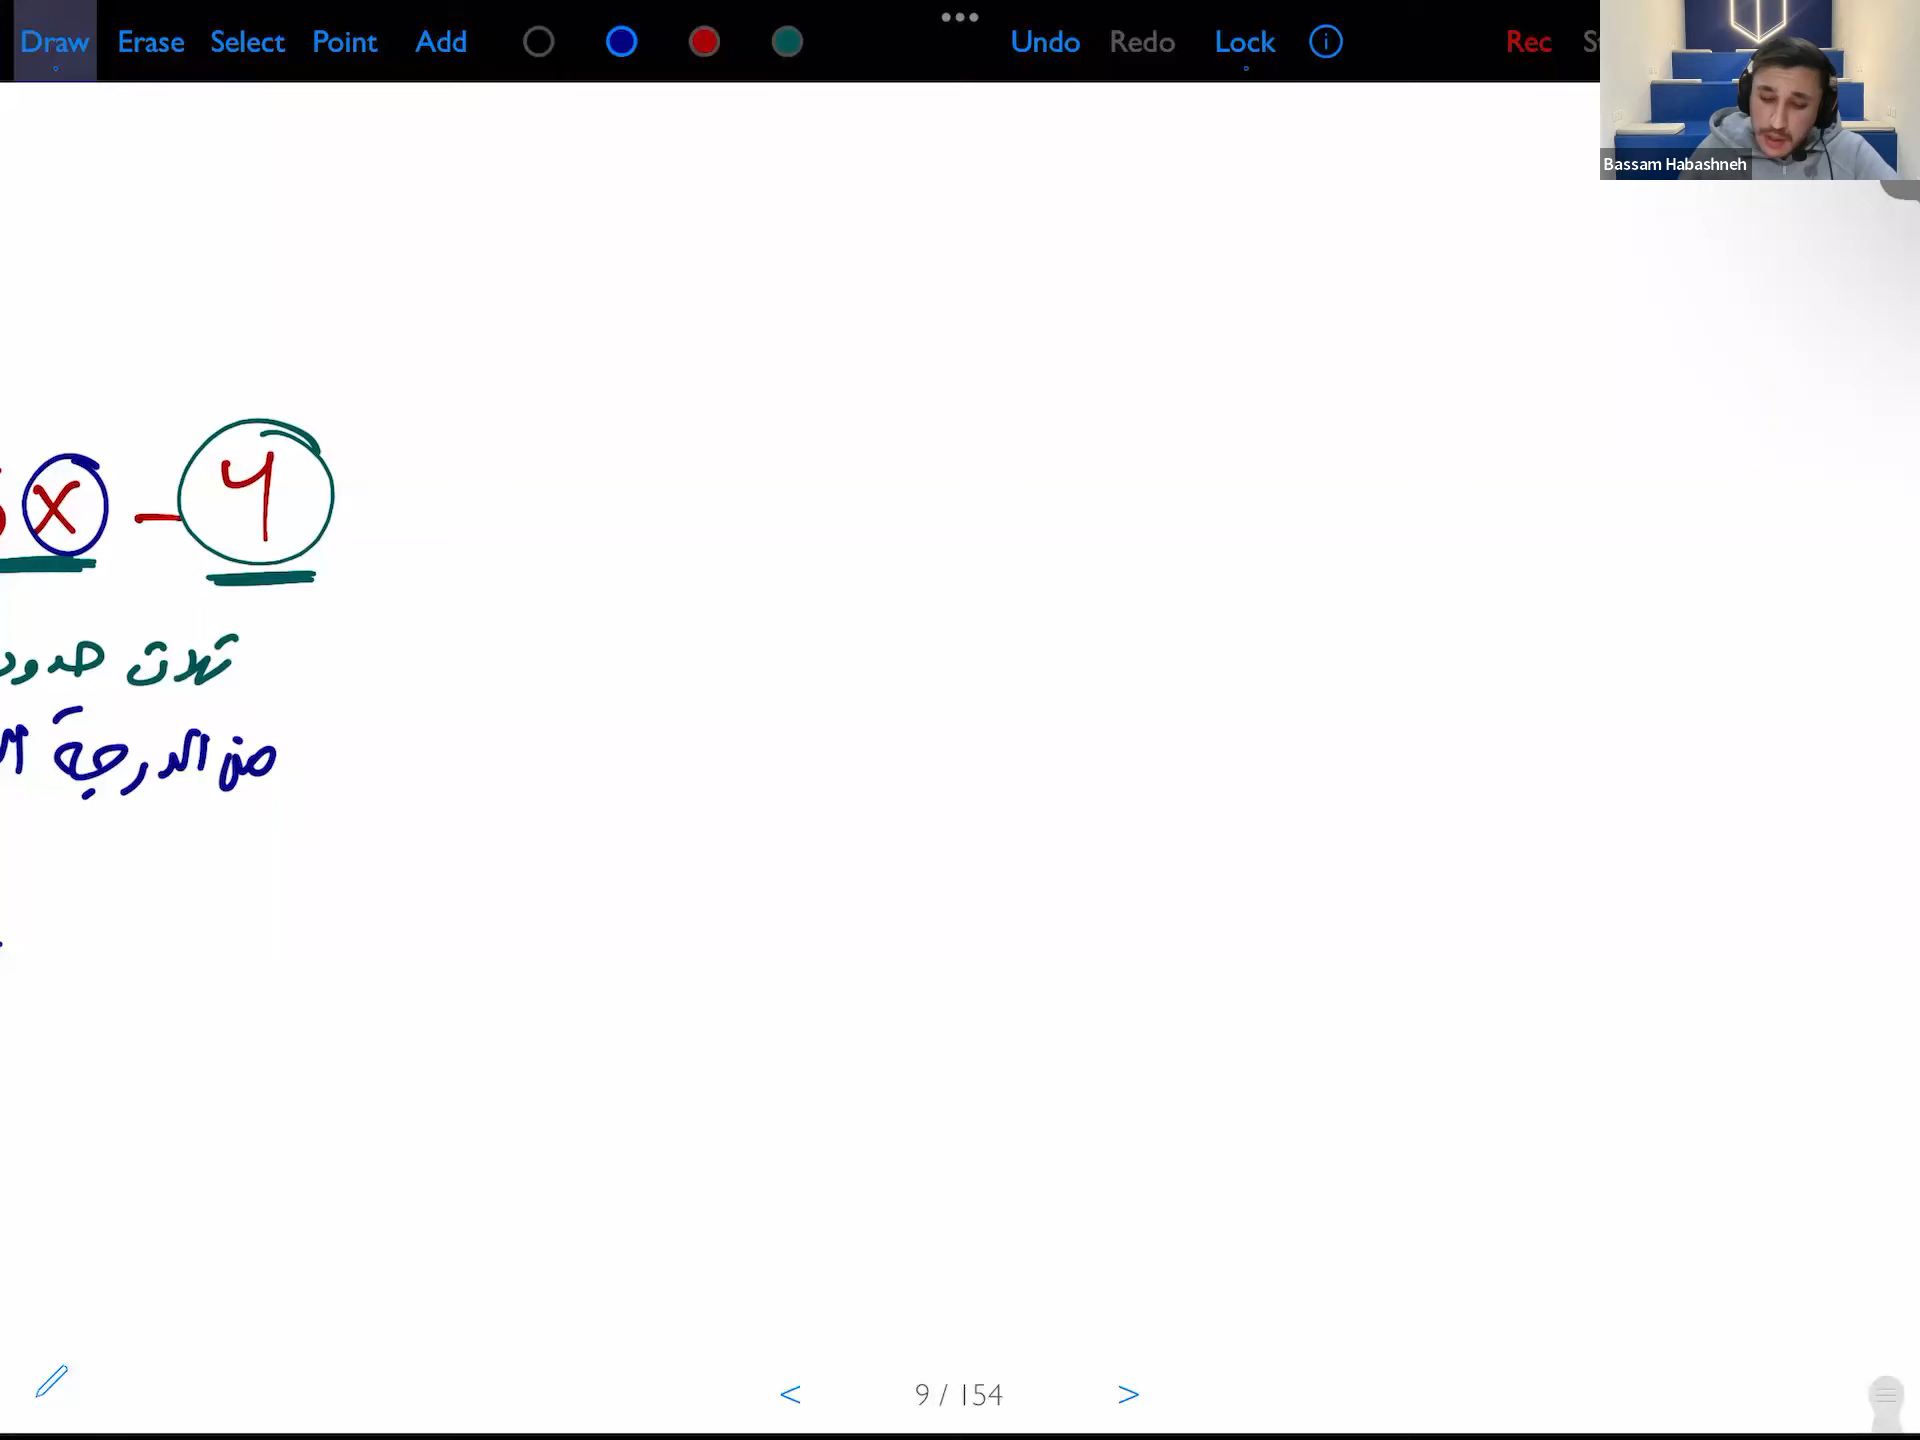 Draw Erase Select Point Add Undo Redo Lock Rec
Bassam Habashneh
x - 4
ثلاث حدود
من الدرجة
9 / 154